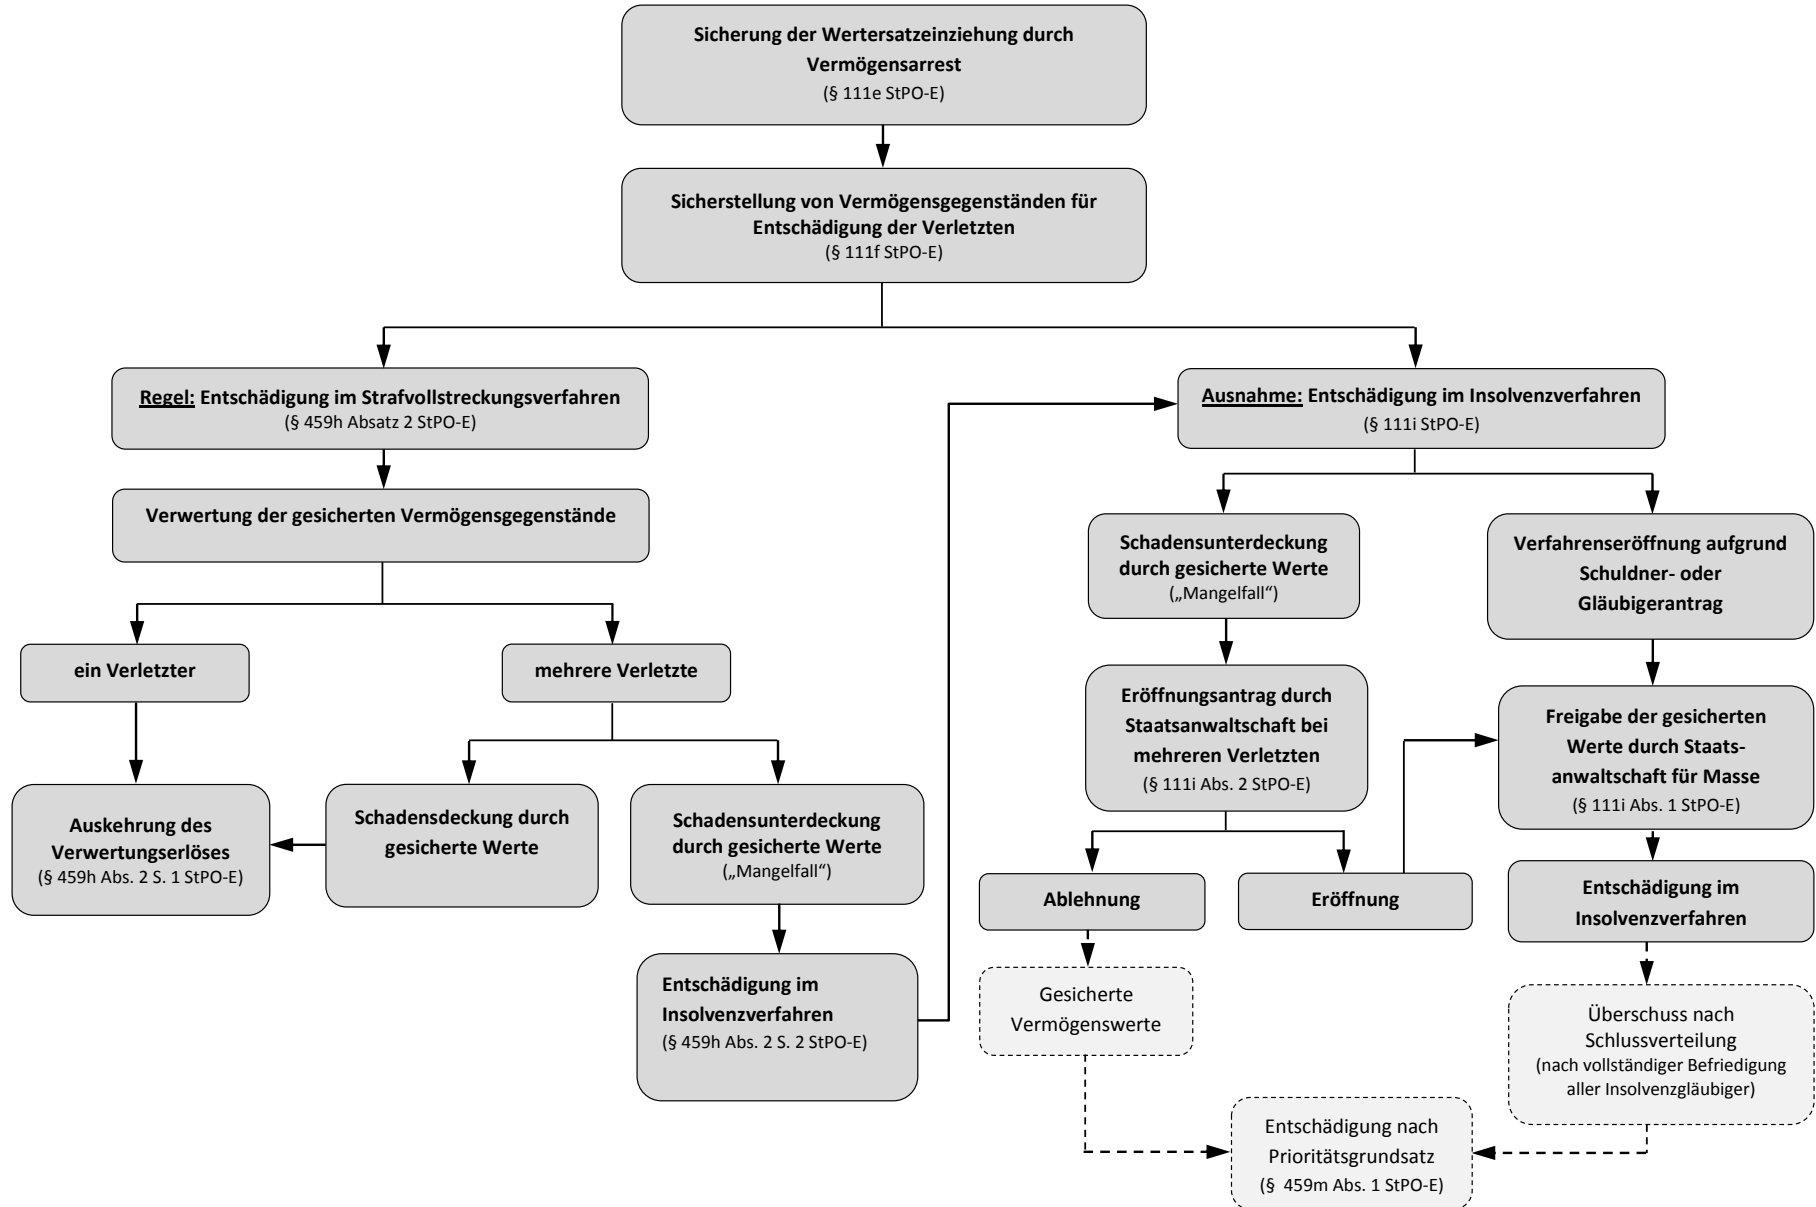 Sicherung der Wertersatzeinziehung durch
Vermögensarrest
(§ 111e StPO-E)
Sicherstellung von Vermögensgegenständen für
Entschädigung der Verletzten
(§ 111f StPO-E)
Regel: Entschädigung im Strafvollstreckungsverfahren
(§ 459h Absatz 2 StPO-E)
Verwertung der gesicherten Vermögensgegenstände
ein Verletzter
mehrere Verletzte
Auskehrung des
Verwertungserlöses
(§ 459h Abs. 2 S. 1 StPO-E)
Schadensdeckung durch
gesicherte Werte
Schadensunterdeckung
durch gesicherte Werte
(„Mangelfall“)
Entschädigung im
Insolvenzverfahren
(§ 459h Abs. 2 S. 2 StPO-E)
Ausnahme: Entschädigung im Insolvenzverfahren
(§ 111i StPO-E)
Schadensunterdeckung
durch gesicherte Werte
(„Mangelfall“)
Eröffnungsantrag durch
Staatsanwaltschaft bei
mehreren Verletzten
(§ 111i Abs. 2 StPO-E)
Ablehnung
Eröffnung
Gesicherte
Vermögenswerte
Verfahrenseröffnung aufgrund
Schuldner- oder
Gläubigerantrag
Freigabe der gesicherten
Werte durch Staats-
anwaltschaft für Masse
(§ 111i Abs. 1 StPO-E)
Entschädigung im
Insolvenzverfahren
Überschuss nach
Schlussverteilung
(nach vollständiger Befriedigung
aller Insolvenzgläubiger)
Entschädigung nach
Prioritätsgrundsatz
(§ 459m Abs. 1 StPO-E)